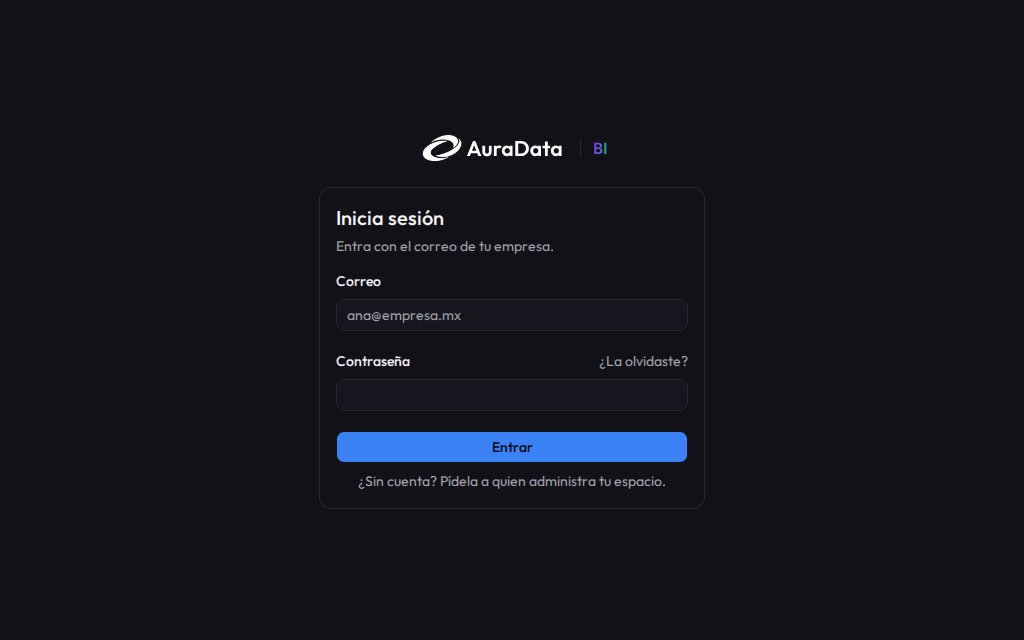 AuraData BI
Inicia sesión
Entra con el correo de tu empresa.
Correo
ana@empresa.mx
Contraseña ¿La olvidaste?
Entrar
¿Sin cuenta? Pídela a quien administra tu espacio.